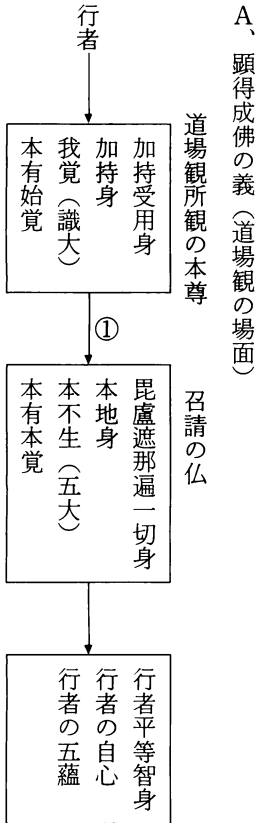 A、顕得成佛の義（道場観の場面）
行者
道場観所観の本尊
加持受用身
加持身
我覚（識大）
本有始覚
①
召請の仏
毘盧遮那遍一切身
本地身
本不生（五大）
本有本覚
行者平等智身
行者の自心
行者の五蘊